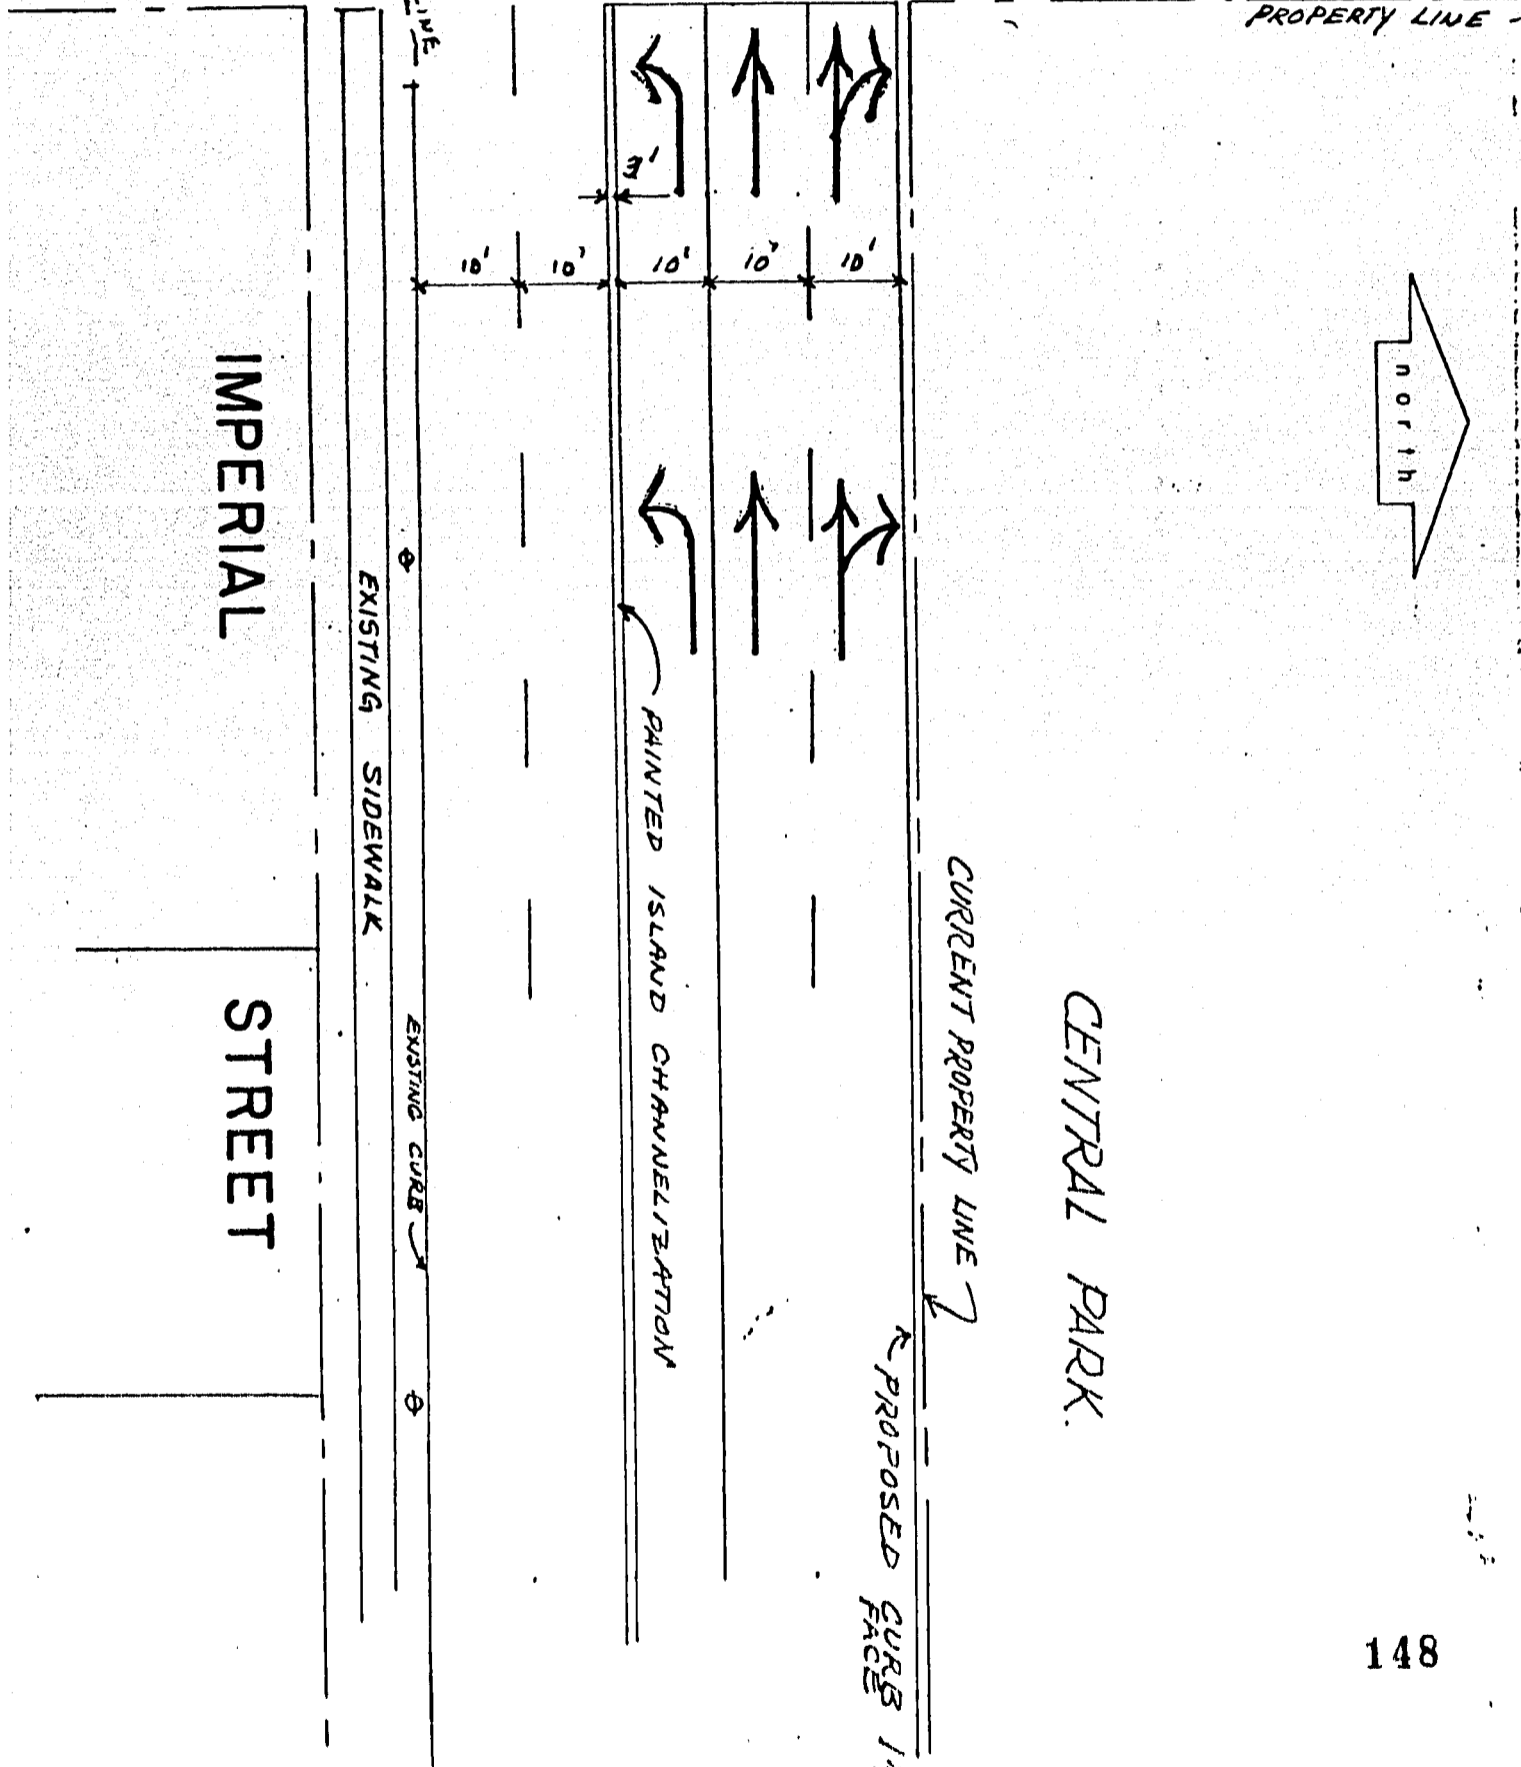 PROPERTY LINE
LINE
3'
10' 10' 10' 10' 10'
north
IMPERIAL STREET
EXISTING SIDEWALK
EXISTING CURB
PAINTED ISLAND CHANNELIZATION
CURRENT PROPERTY LINE
PROPOSED CURB
FACE
CENTRAL PARK.
148